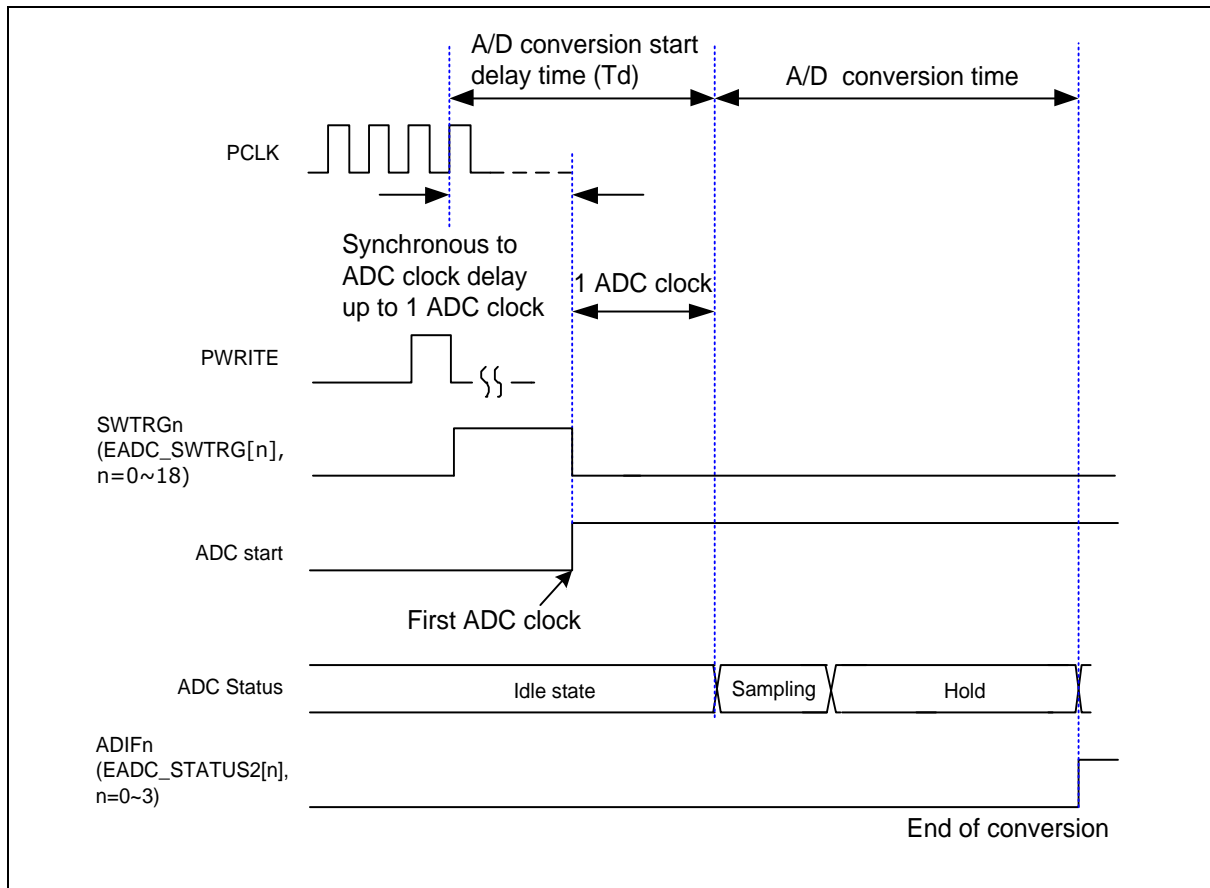 A/D conversion start
delay time (Td)
A/D conversion time
PCLK
Synchronous to
ADC clock delay
up to 1 ADC clock
1 ADC clock
PWRITE
SWTRGn
(EADC_SWTRG[n],
n=0~18)
ADC start
First ADC clock
ADC Status
Idle state
Sampling
Hold
ADIFn
(EADC_STATUS2[n],
n=0~3)
End of conversion